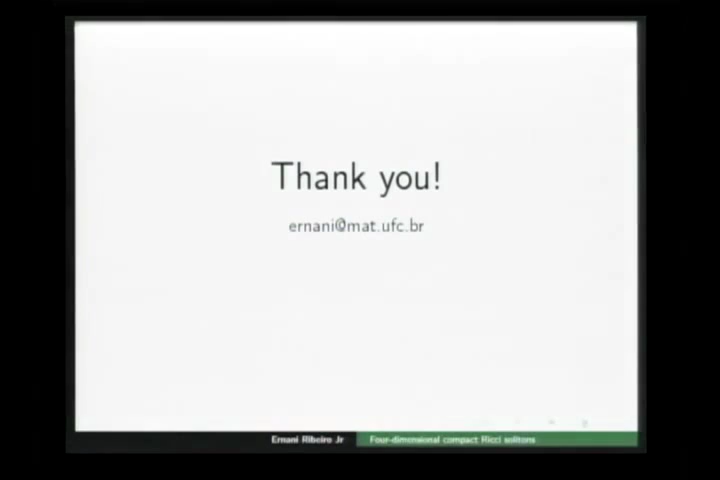 Thank you!
ernani@mat.ufc.br
Ernani Ribeiro Jr
Four-dimensional compact Ricci solitons